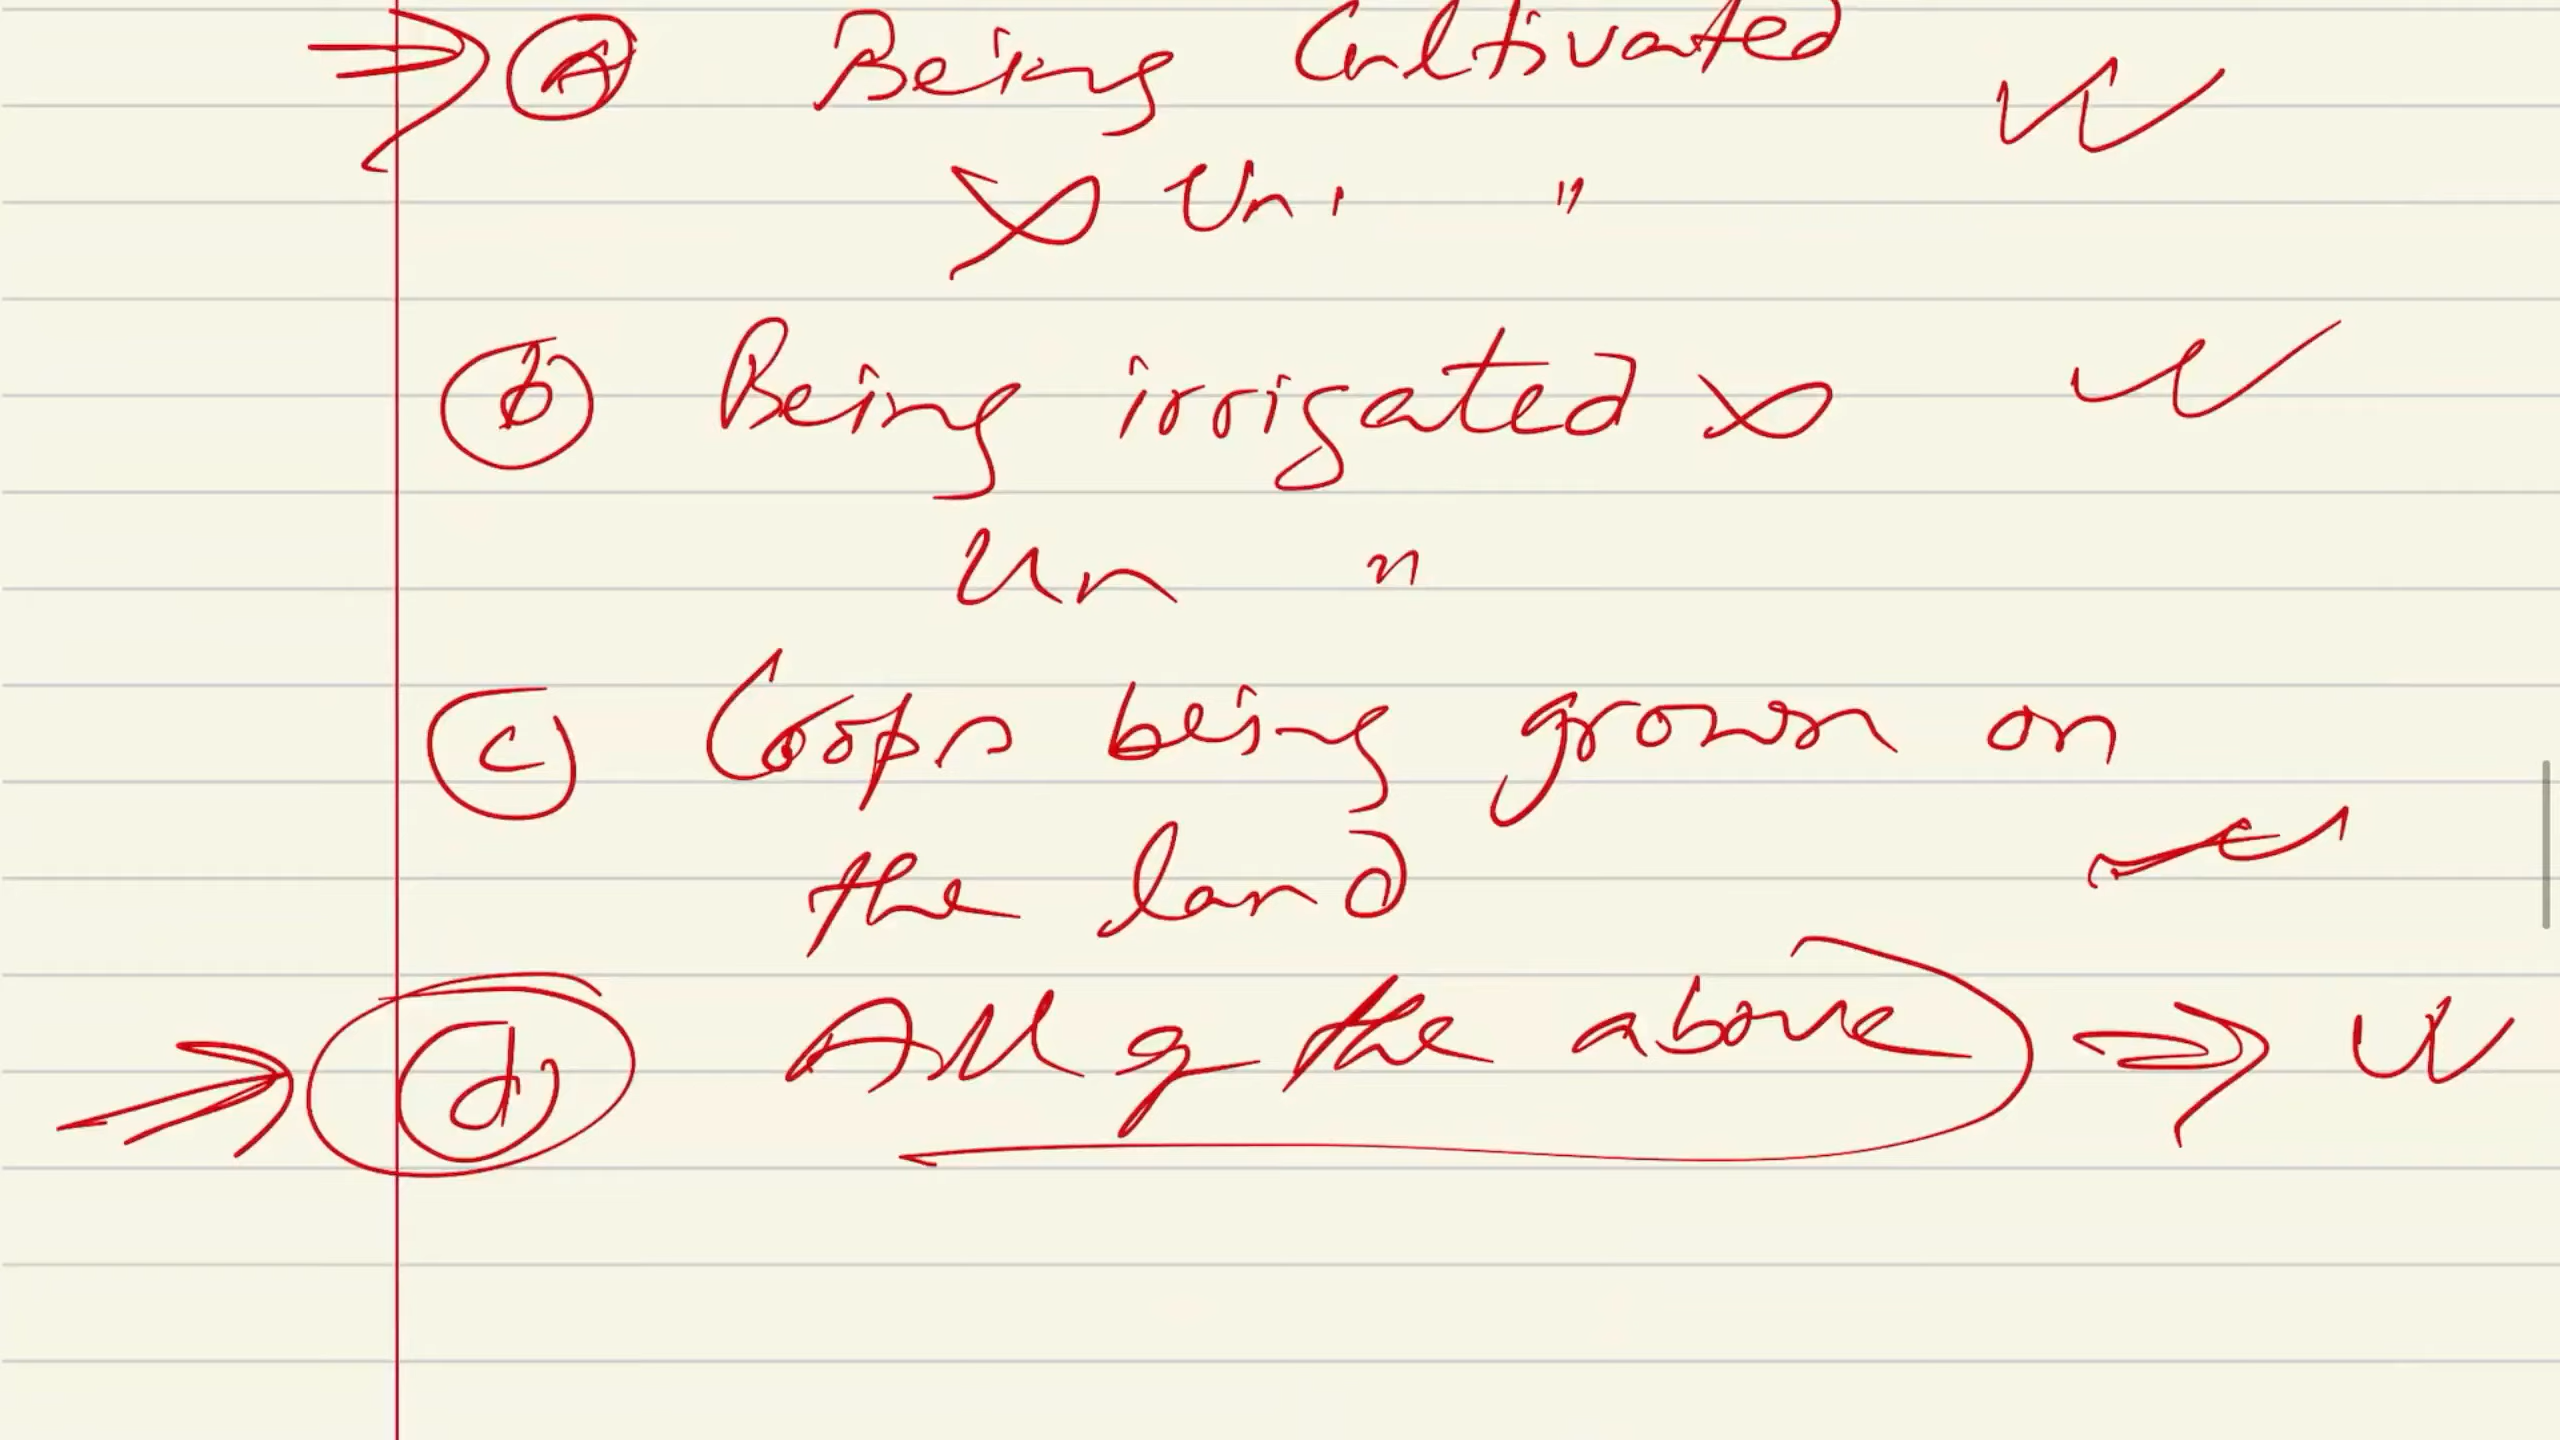 A Being Cultivated
Un "
b Being irrigated
Un "
c Crops being grown on
the land
d All of the above